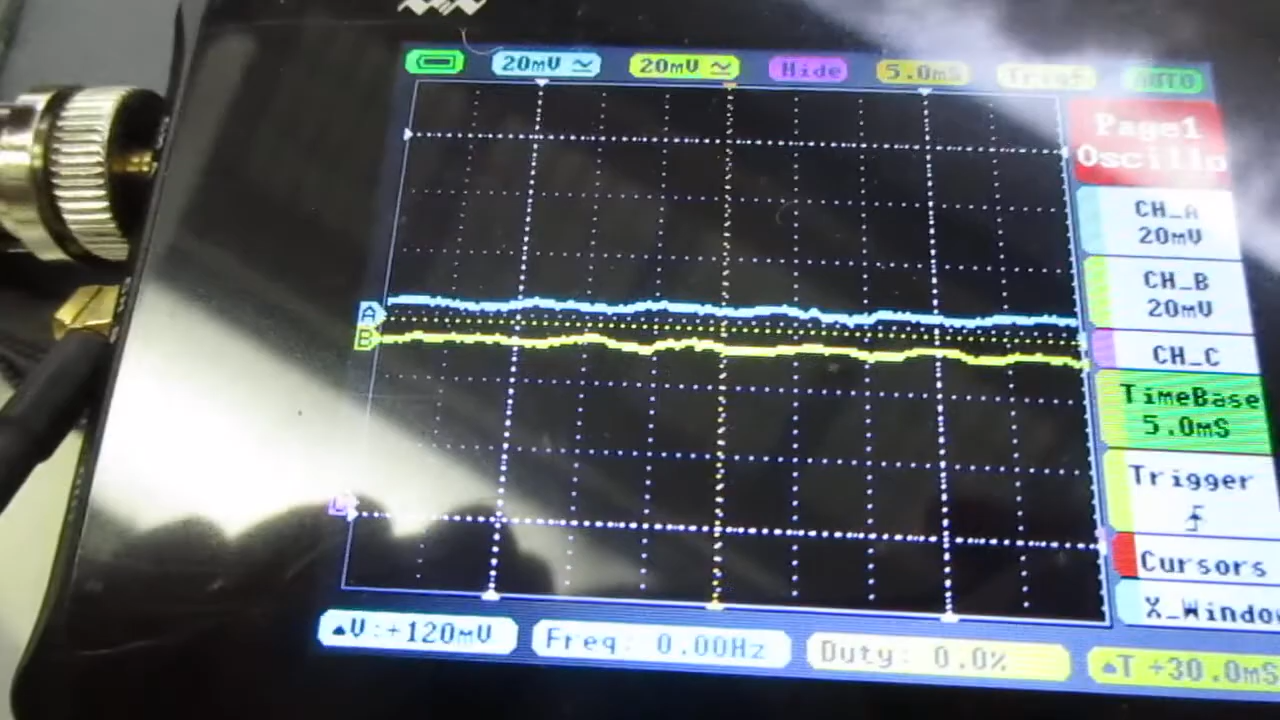 20mV 20mV Hide 5.0mS Trigf AUTO
Page1
Oscillo
CH_A
20mV
CH_B
20mV
CH_C
TimeBase
5.0mS
Trigger
Cursors
X_Window
A
B
▲V:+120mV Freq: 0.00Hz Duty: 0.0% ▲T +30.0mS